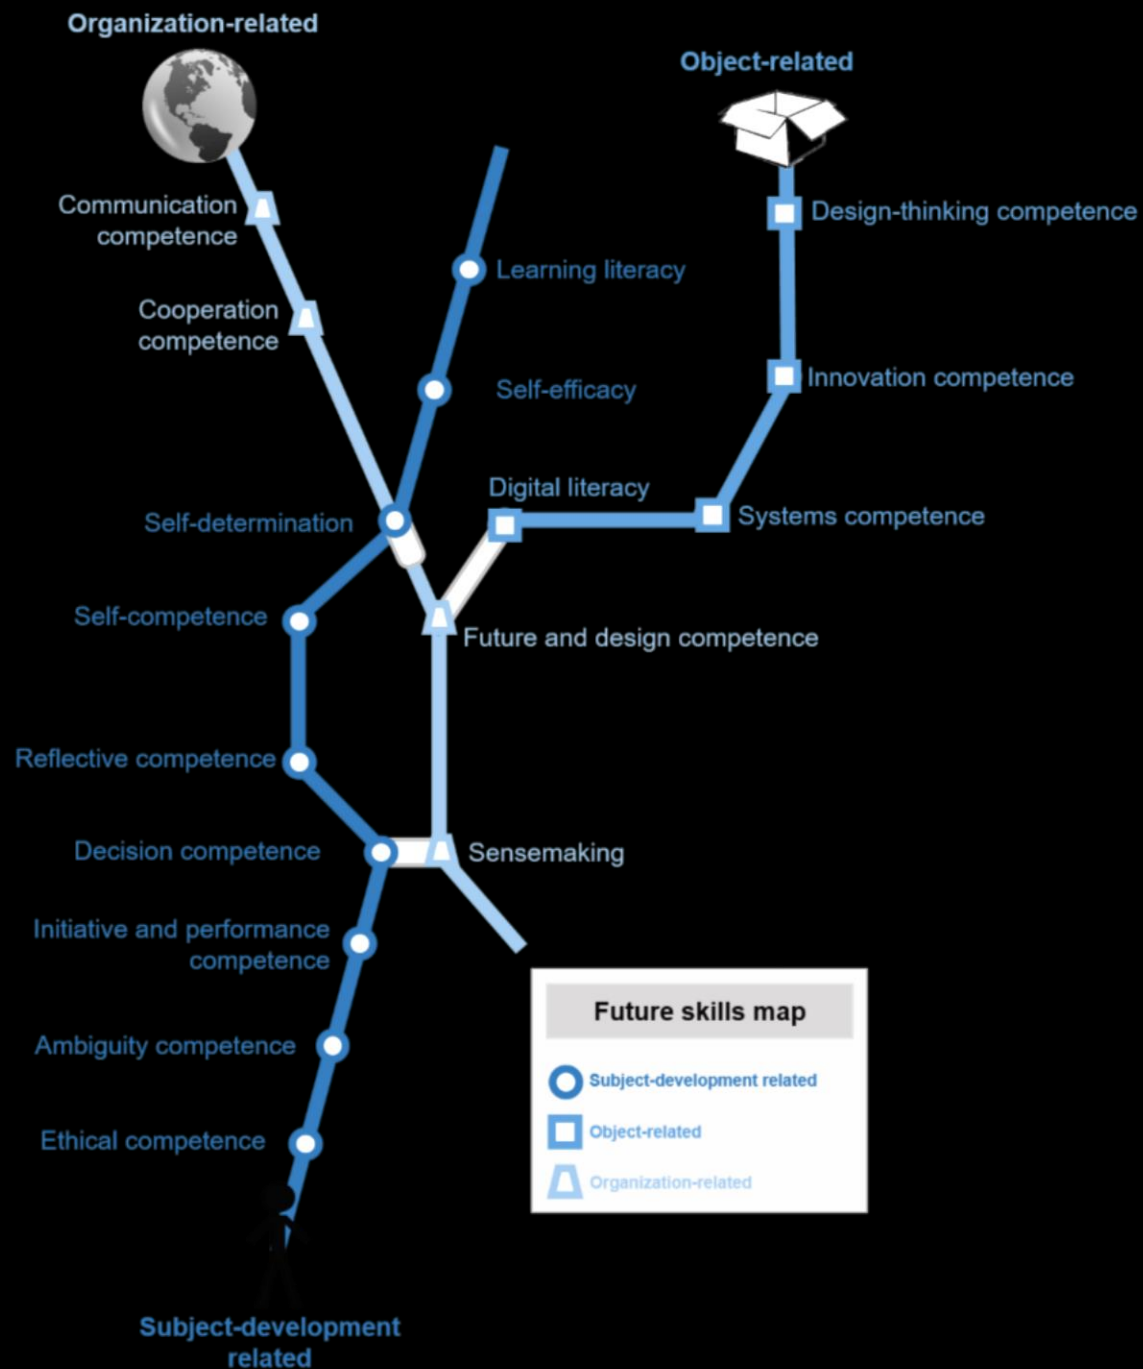 Organization-related
Object-related
Communication
competence
Design-thinking competence
Learning literacy
Cooperation
competence
Innovation competence
Self-efficacy
Digital literacy
Self-determination
Systems competence
Self-competence
Future and design competence
Reflective competence
Decision competence
Sensemaking
Initiative and performance
competence
Ambiguity competence
Ethical competence
Future skills map
Subject-development related
Object-related
Organization-related
Subject-development
related